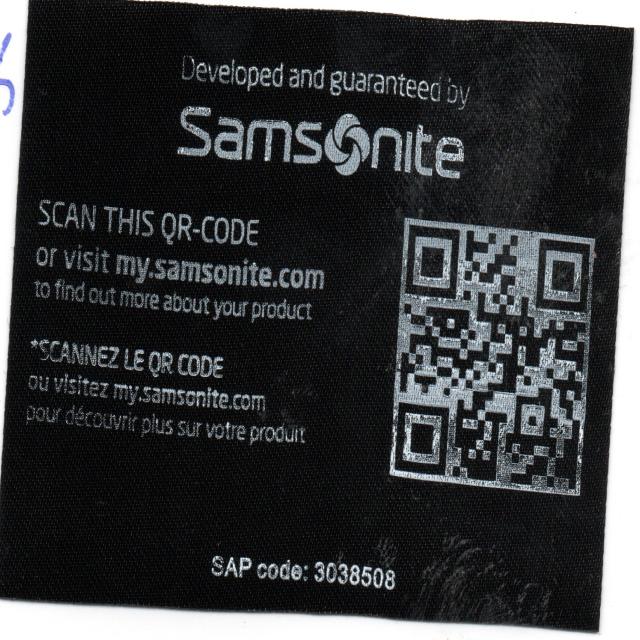 Developed and guaranteed by
Samsonite
SCAN THIS QR-CODE
or visit my.samsonite.com
to find out more about your product
*SCANNEZ LE QR CODE
ou visitez my.samsonite.com
pour découvrir plus sur votre produit
SAP code: 3038508